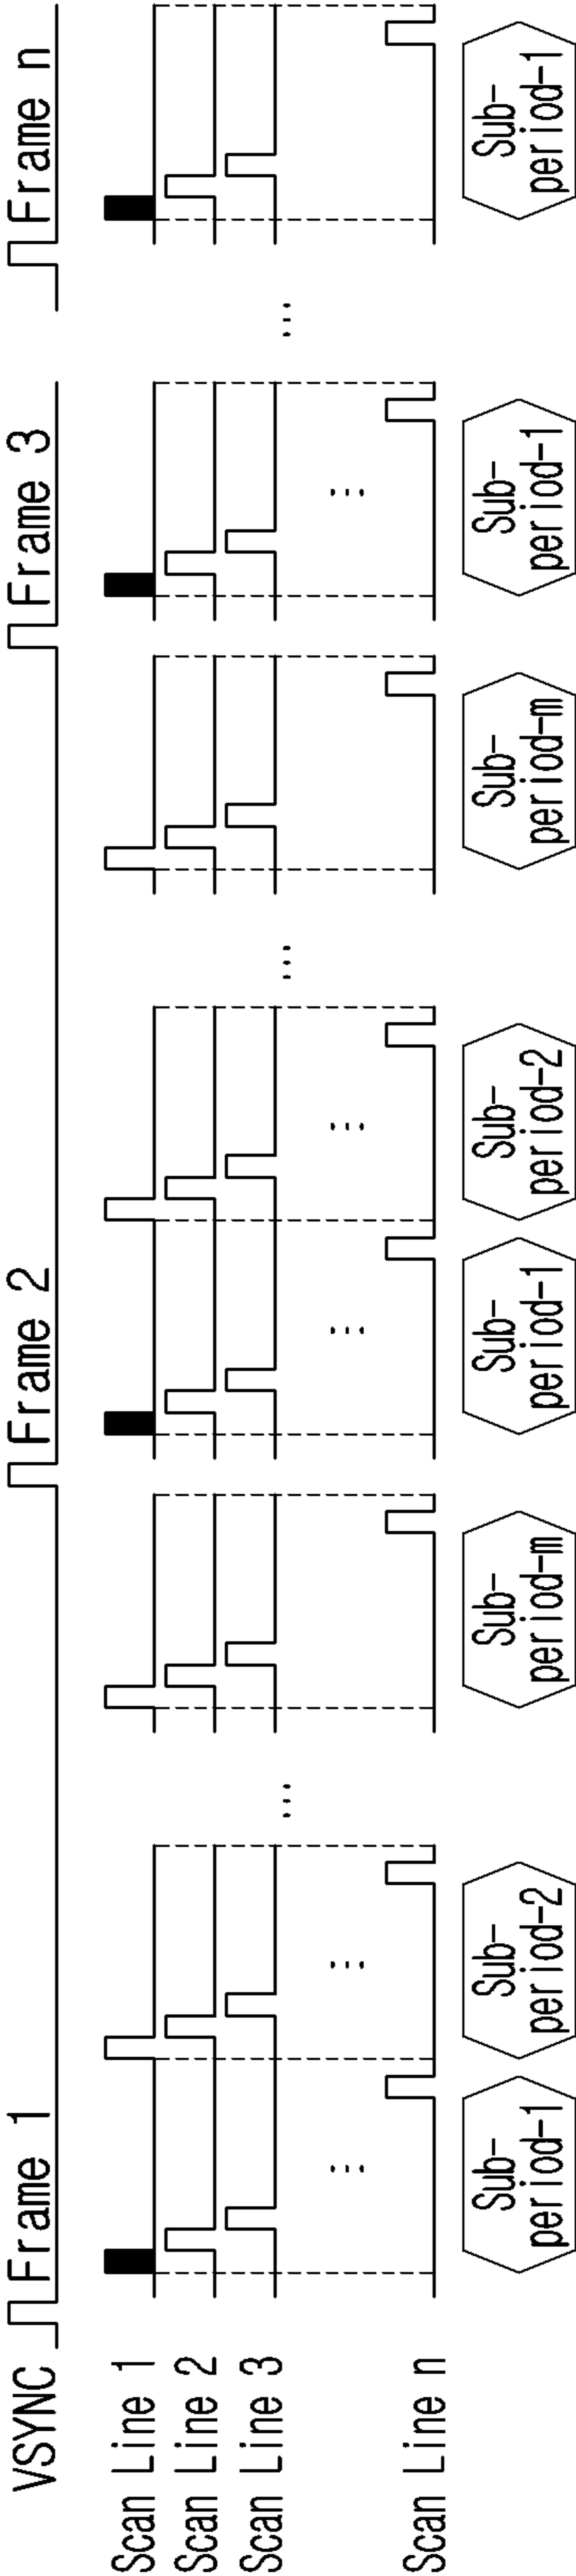 VSYNC
Frame 1
Frame 2
Frame 3
Frame n
Scan Line 1
Scan Line 2
Scan Line 3
...
...
...
...
...
...
...
...
Scan Line n
Sub-
period-1
Sub-
period-2
Sub-
period-m
Sub-
period-1
Sub-
period-2
Sub-
period-m
Sub-
period-1
Sub-
period-1